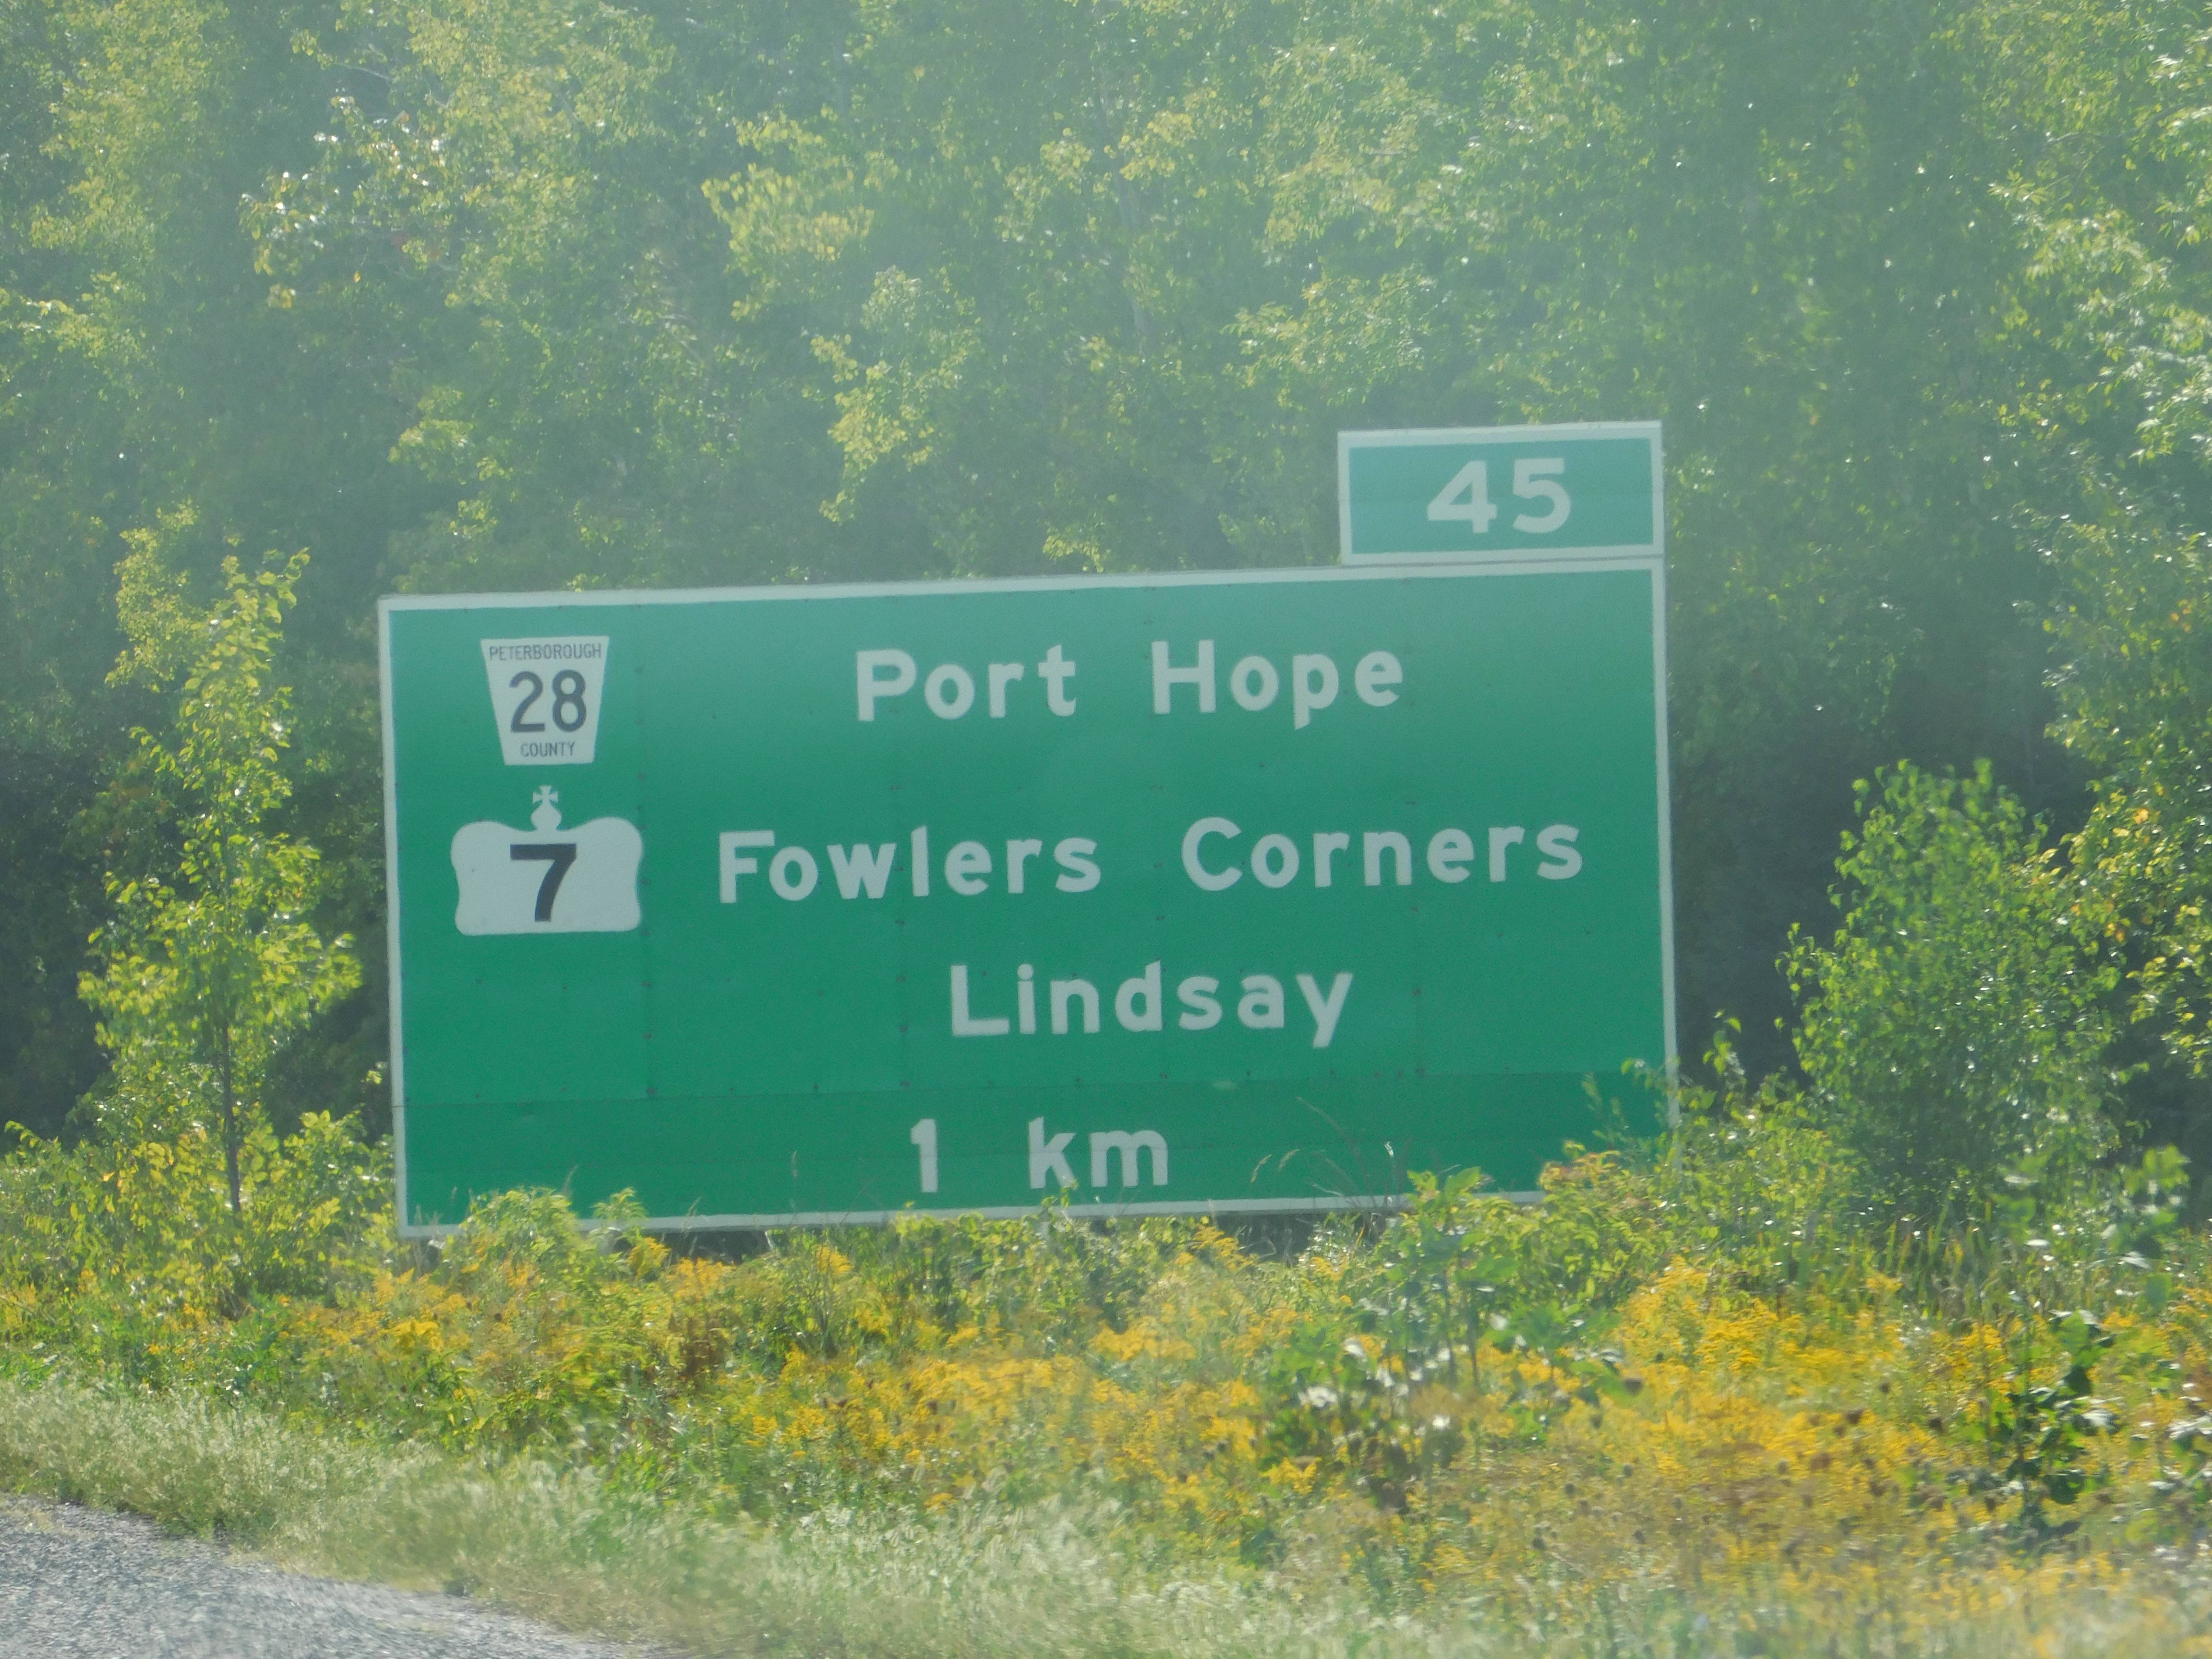 45
PETERBOROUGH
28
COUNTY
Port Hope
7
Fowlers Corners
Lindsay
1 km